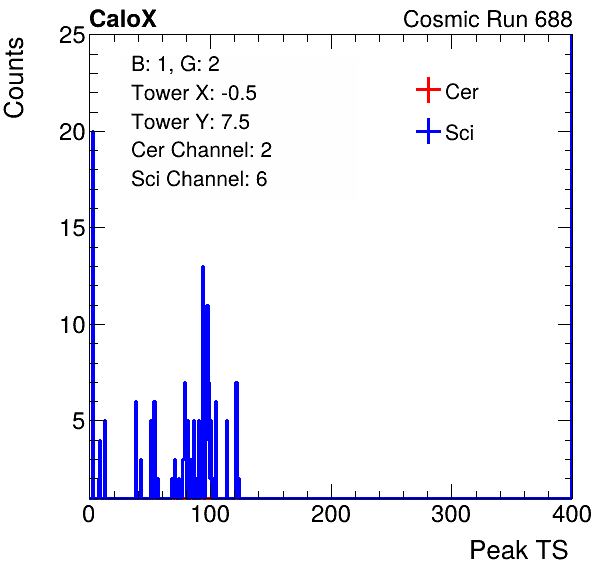 CaloX
Cosmic Run 688
Counts
25
20
15
10
5
B: 1, G: 2
Tower X: -0.5
Tower Y: 7.5
Cer Channel: 2
Sci Channel: 6
Cer
Sci
0
100
200
300
400
Peak TS